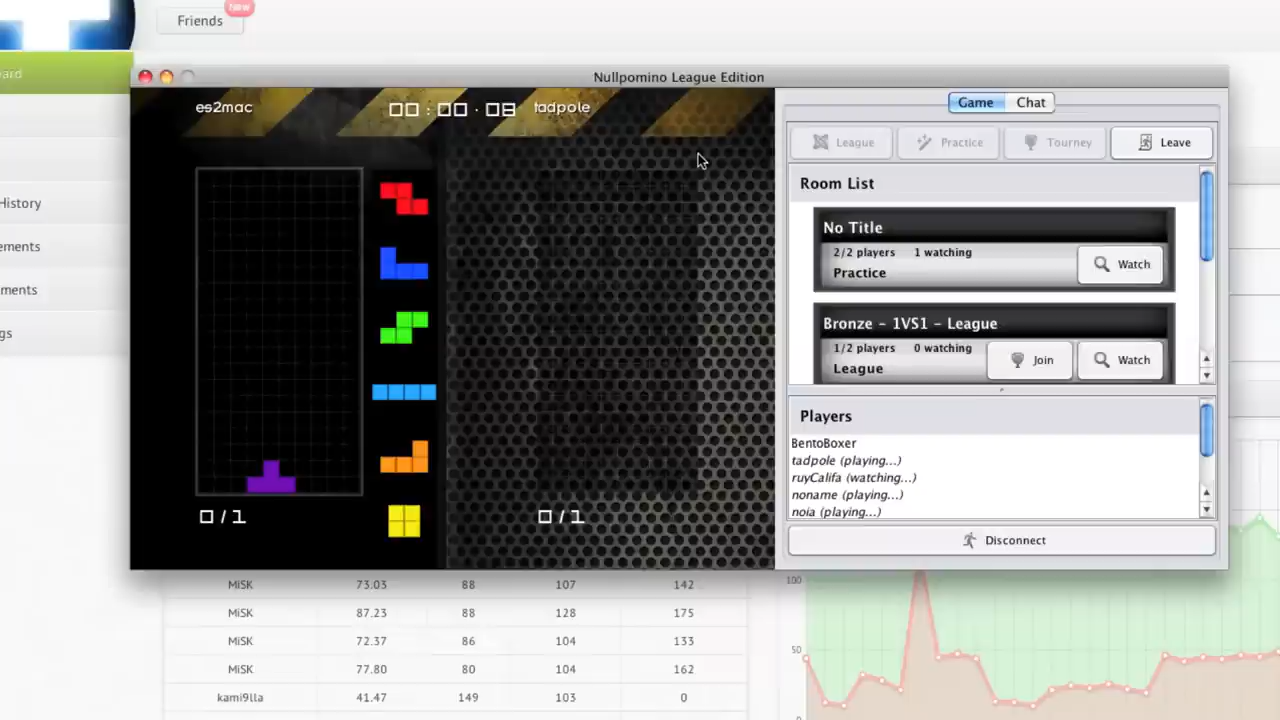 New
Friends
ard
Nullpomino League Edition
es2mac
00:00.08
tadpole
Game
Chat
League
Practice
Tourney
Leave
Room List
No Title
2/2 players
1 watching
Practice
Watch
Bronze - 1VS1 - League
1/2 players
0 watching
League
Join
Watch
History
ements
ments
gs
0/1
0/1
Players
BentoBoxer
tadpole (playing...)
ruyCalifa (watching...)
noname (playing...)
noia (playing...)
Disconnect
MiSK 73.03 88 107 142
MiSK 87.23 88 128 175
MiSK 72.37 86 104 133
MiSK 77.80 80 104 162
kami9lla 41.47 149 103 0
100
50
0